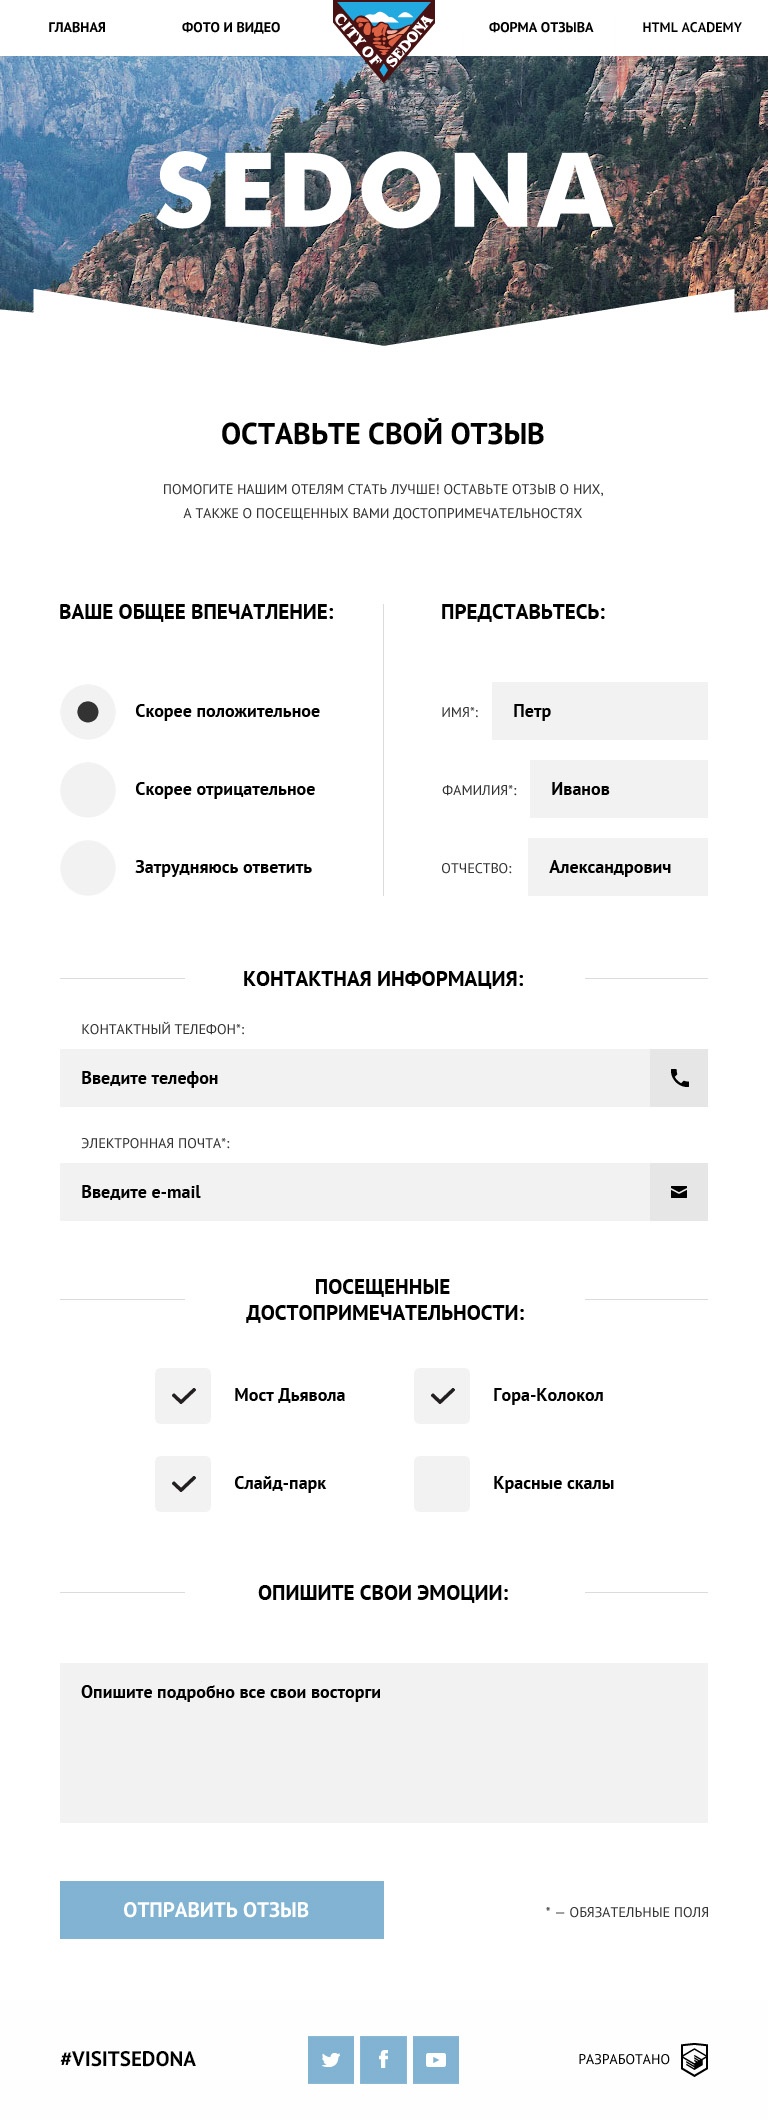 ГЛАВНАЯ
ФОТО И ВИДЕО
CITY OF SEDONA
ФОРМА ОТЗЫВА
HTML ACADEMY
SEDONA
ОСТАВЬТЕ СВОЙ ОТЗЫВ
ПОМОГИТЕ НАШИМ ОТЕЛЯМ СТАТЬ ЛУЧШЕ! ОСТАВЬТЕ ОТЗЫВ О НИХ,
А ТАКЖЕ О ПОСЕЩЕННЫХ ВАМИ ДОСТОПРИМЕЧАТЕЛЬНОСТЯХ
ВАШЕ ОБЩЕЕ ВПЕЧАТЛЕНИЕ:
Скорее положительное
Скорее отрицательное
Затрудняюсь ответить
ПРЕДСТАВЬТЕСЬ:
ИМЯ*: Петр
ФАМИЛИЯ*: Иванов
ОТЧЕСТВО: Александрович
КОНТАКТНАЯ ИНФОРМАЦИЯ:
КОНТАКТНЫЙ ТЕЛЕФОН*:
Введите телефон
ЭЛЕКТРОННАЯ ПОЧТА*:
Введите e-mail
ПОСЕЩЕННЫЕ
ДОСТОПРИМЕЧАТЕЛЬНОСТИ:
Мост Дьявола
Гора-Колокол
Слайд-парк
Красные скалы
ОПИШИТЕ СВОИ ЭМОЦИИ:
Опишите подробно все свои восторги
ОТПРАВИТЬ ОТЗЫВ
* — ОБЯЗАТЕЛЬНЫЕ ПОЛЯ
#VISITSEDONA
РАЗРАБОТАНО